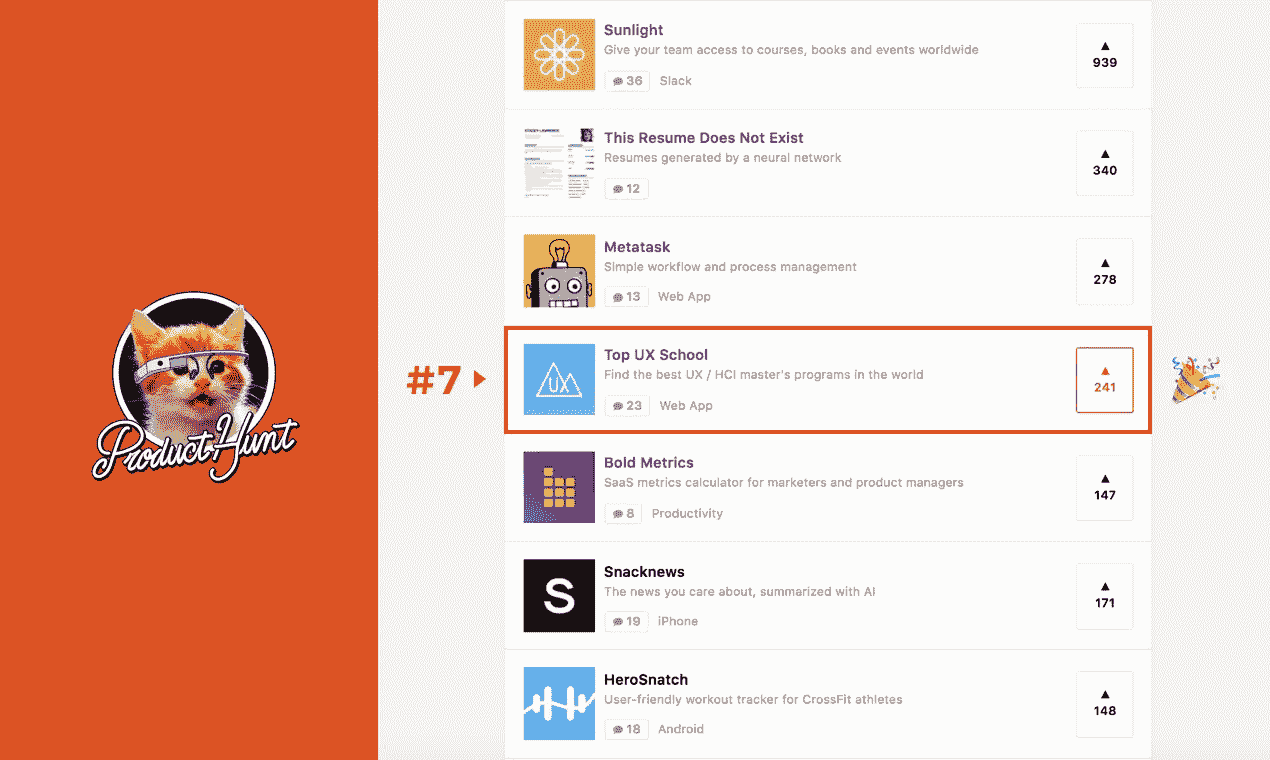 Sunlight
Give your team access to courses, books and events worldwide
36 Slack
939
This Resume Does Not Exist
Resumes generated by a neural network
12
340
Metatask
Simple workflow and process management
13 Web App
278
#7
Top UX School
Find the best UX / HCI master's programs in the world
23 Web App
241
UX
Product Hunt
Bold Metrics
SaaS metrics calculator for marketers and product managers
8 Productivity
147
S
Snacknews
The news you care about, summarized with AI
19 iPhone
171
HeroSnatch
User-friendly workout tracker for CrossFit athletes
18 Android
148